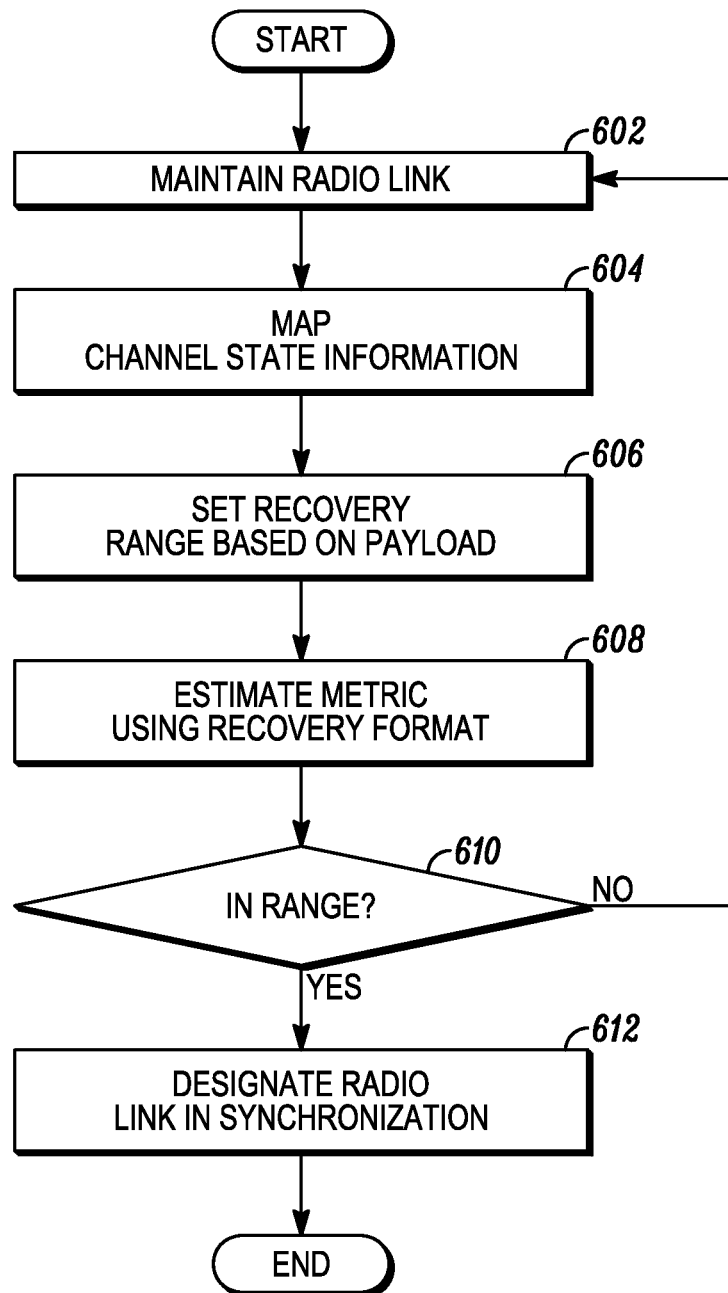 START
602
MAINTAIN RADIO LINK
604
MAP
CHANNEL STATE INFORMATION
606
SET RECOVERY
RANGE BASED ON PAYLOAD
608
ESTIMATE METRIC
USING RECOVERY FORMAT
610
IN RANGE?
NO
YES
612
DESIGNATE RADIO
LINK IN SYNCHRONIZATION
END